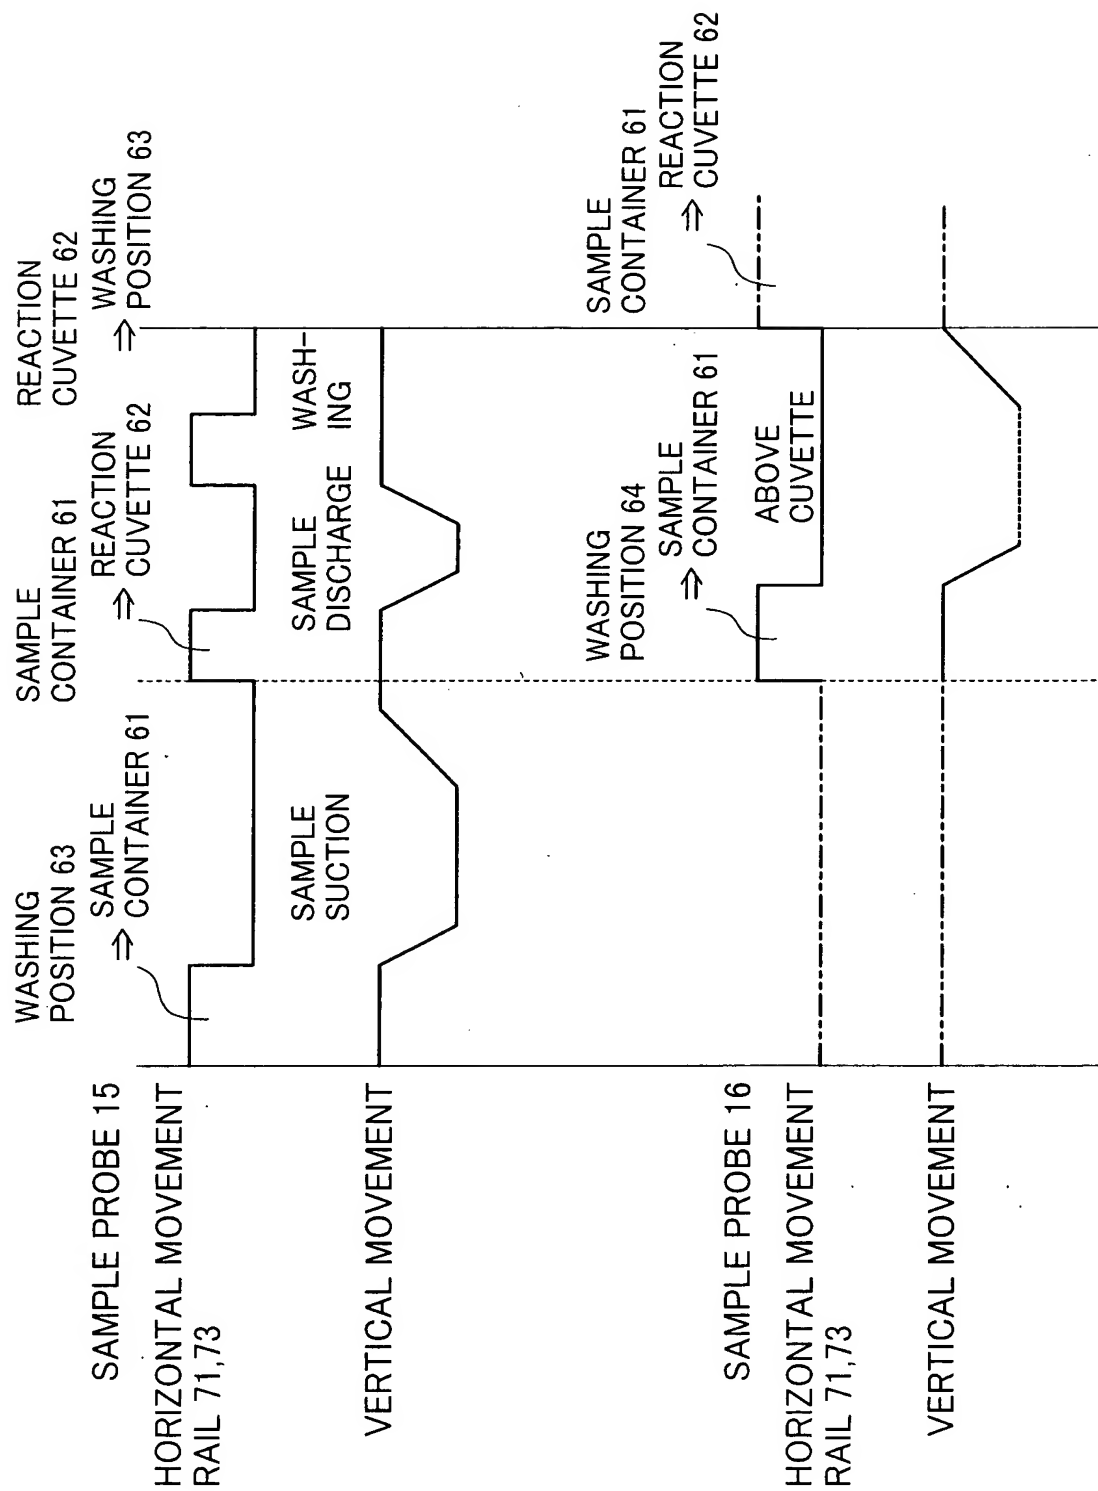 SAMPLE PROBE 15
HORIZONTAL MOVEMENT
RAIL 71,73
WASHING
POSITION 63
⇒ SAMPLE
CONTAINER 61
SAMPLE
CONTAINER 61
⇒ REACTION
CUVETTE 62
REACTION
CUVETTE 62
⇒ WASHING
POSITION 63
VERTICAL MOVEMENT
SAMPLE
SUCTION
SAMPLE
DISCHARGE
WASH-
ING
SAMPLE PROBE 16
HORIZONTAL MOVEMENT
RAIL 71,73
WASHING
POSITION 64
⇒ SAMPLE
CONTAINER 61
ABOVE
CUVETTE
SAMPLE
CONTAINER 61
⇒ REACTION
CUVETTE 62
VERTICAL MOVEMENT